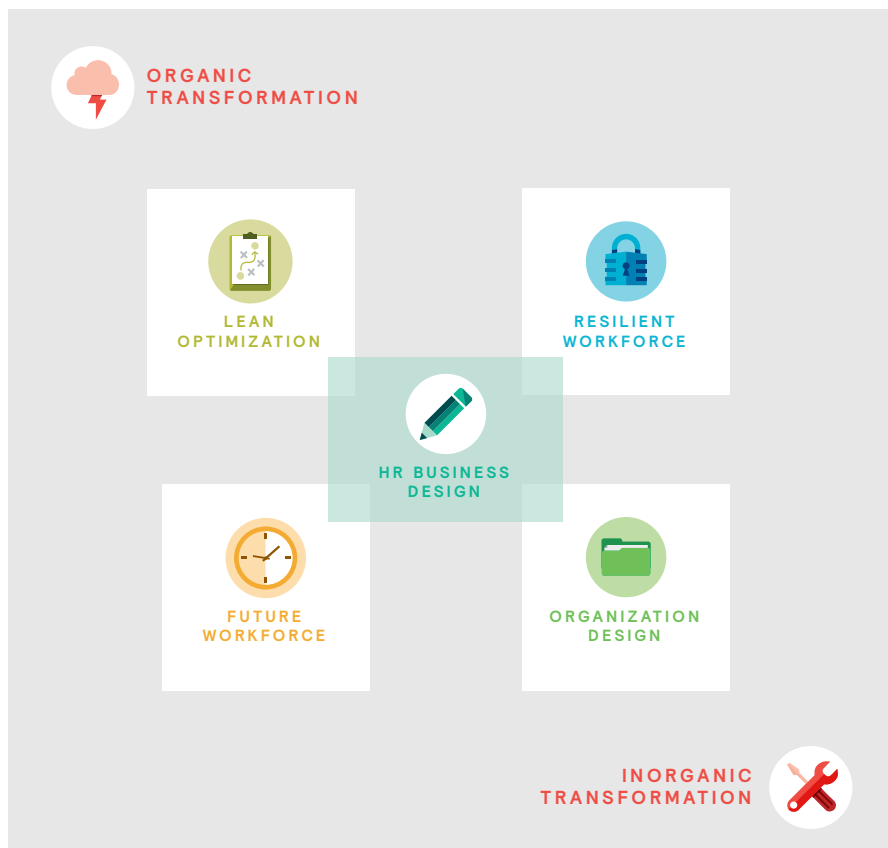 ORGANIC
TRANSFORMATION
LEAN
OPTIMIZATION
RESILIENT
WORKFORCE
HR BUSINESS
DESIGN
FUTURE
WORKFORCE
ORGANIZATION
DESIGN
INORGANIC
TRANSFORMATION